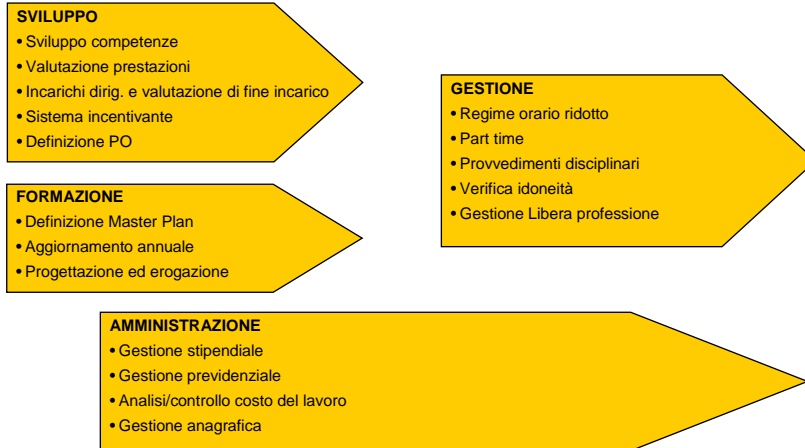 SVILUPPO
• Sviluppo competenze
• Valutazione prestazioni
• Incarichi dirig. e valutazione di fine incarico
• Sistema incentivante
• Definizione PO
GESTIONE
• Regime orario ridotto
• Part time
• Provvedimenti disciplinari
• Verifica idoneità
• Gestione Libera professione
FORMAZIONE
• Definizione Master Plan
• Aggiornamento annuale
• Progettazione ed erogazione
AMMINISTRAZIONE
• Gestione stipendiale
• Gestione previdenziale
• Analisi/controllo costo del lavoro
• Gestione anagrafica